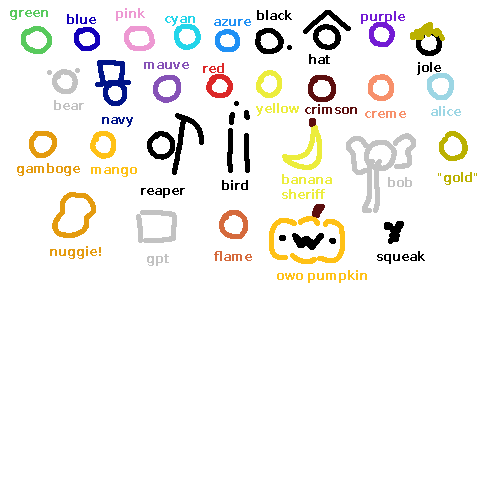 green
blue
pink
cyan
azure
black
hat
purple
jole
bear
navy
mauve
red
yellow
crimson
creme
alice
gamboge
mango
reaper
bird
banana
sheriff
bob
"gold"
nuggie!
gpt
flame
owo pumpkin
squeak